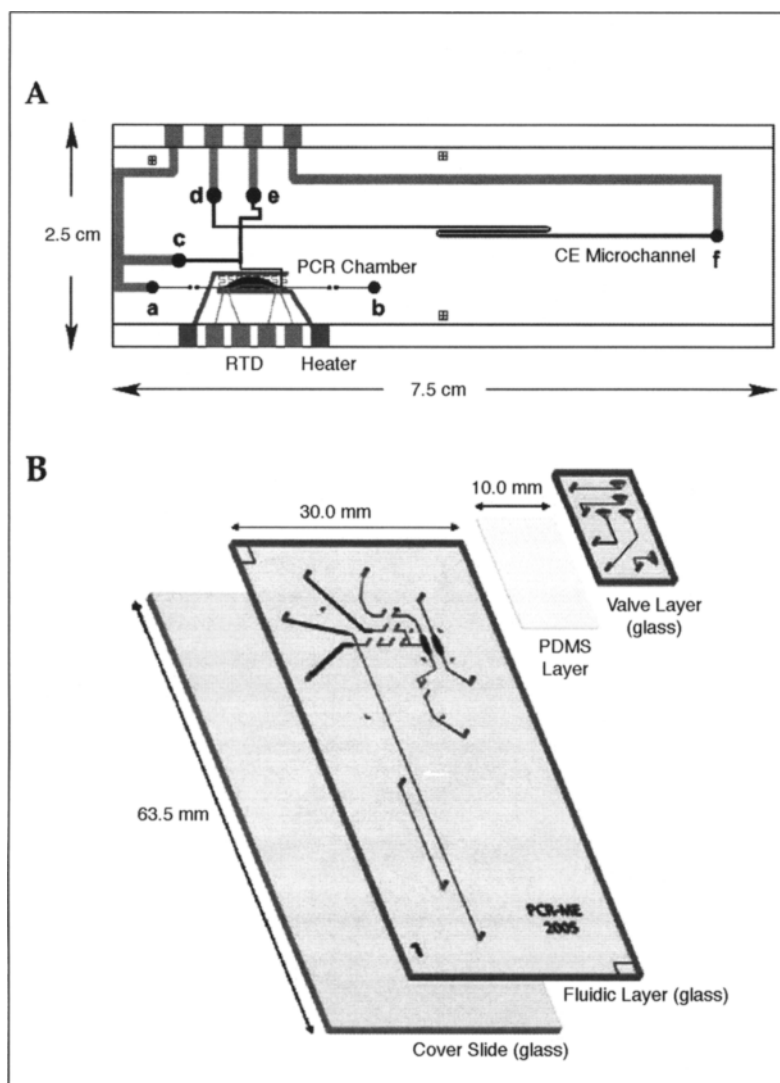 A
d
e
2.5 cm
c
PCR Chamber
CE Microchannel
f
a
b
RTD
Heater
7.5 cm
B
10.0 mm
30.0 mm
Valve Layer
(glass)
PDMS
Layer
63.5 mm
PCR-ME
2005
Fluidic Layer (glass)
Cover Slide (glass)